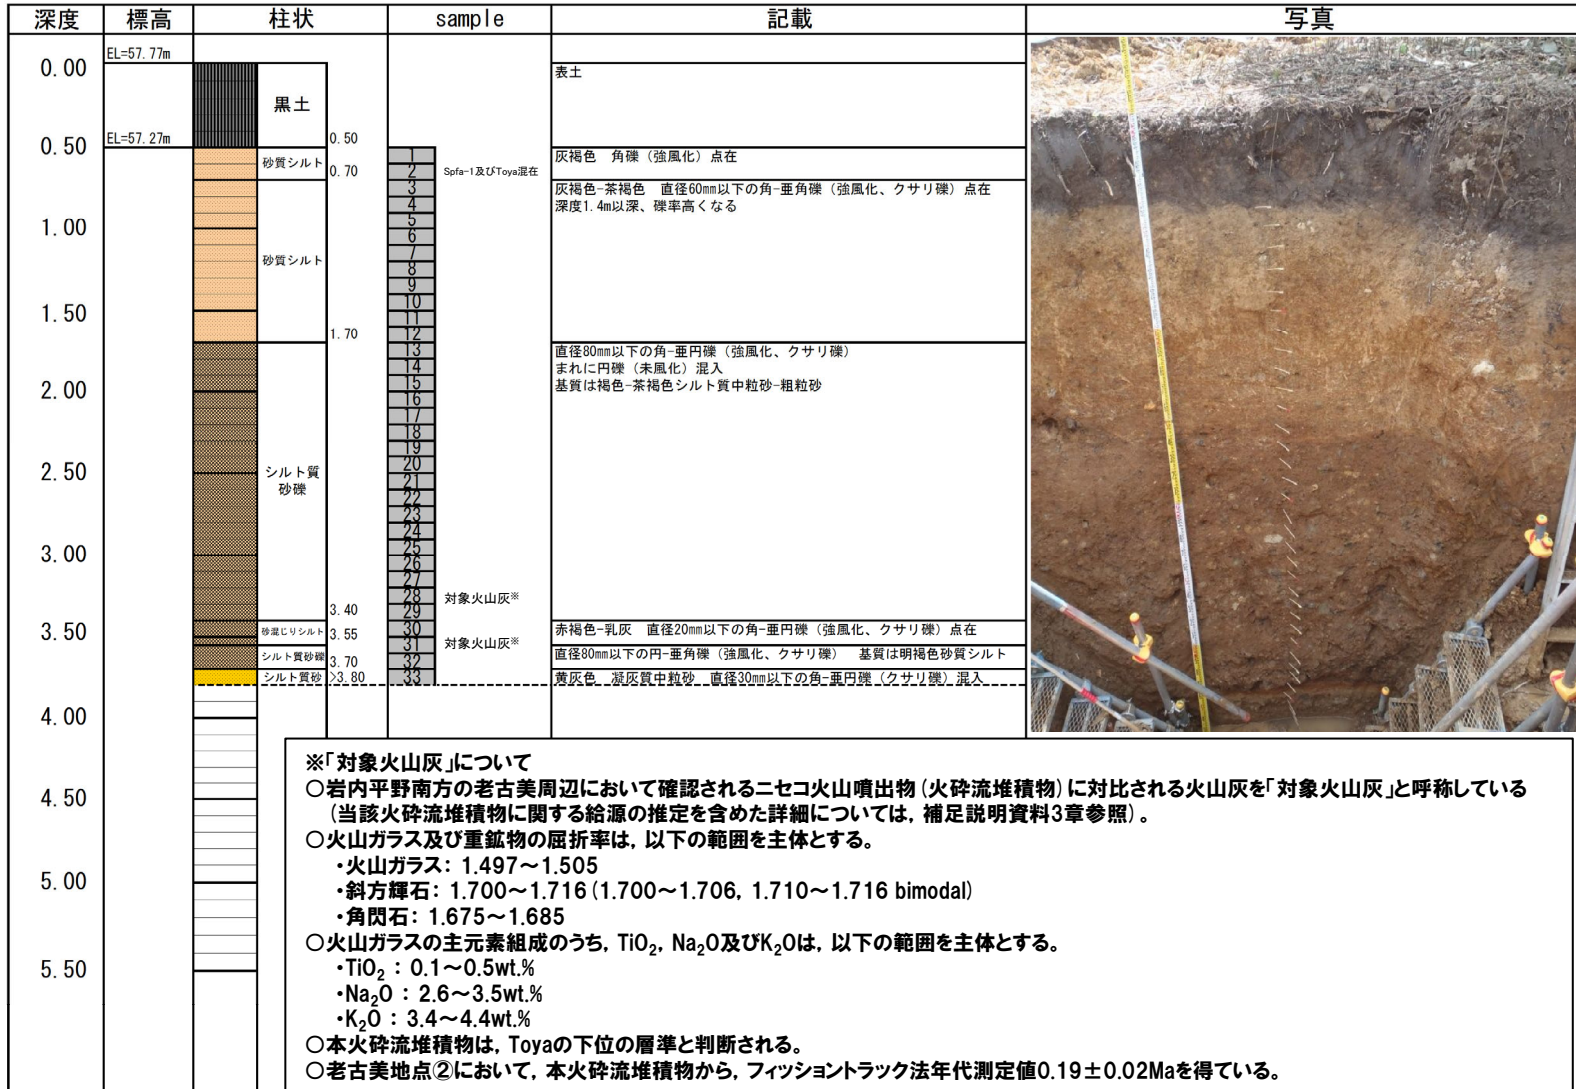 深度 標高 柱状 sample 記載 写真
EL=57.77m
0.00 表土
黒土
EL=57.27m 0.50
0.50 1 灰褐色 角礫（強風化）点在
砂質シルト 0.70 2 Spfa-1及びToya混在
3 灰褐色-茶褐色 直径60mm以下の角-亜角礫（強風化、クサリ礫）点在
4 深度1.4m以深、礫率高くなる
5
1.00 6
7
砂質シルト 8
9
10
1.50 11
1.70 12
13 直径80mm以下の角-亜円礫（強風化、クサリ礫）
14 まれに円礫（未風化）混入
2.00 15 基質は褐色-茶褐色シルト質中粒砂-粗粒砂
16
17
18
19
20
2.50 シルト質 21
砂礫 22
23
24
3.00 25
26
27
28 対象火山灰※
3.40 29
3.50 砂混じりシルト 3.55 30 赤褐色-乳灰 直径20mm以下の角-亜円礫（強風化、クサリ礫）点在
31 対象火山灰※
シルト質砂礫 3.70 32 直径80mm以下の円-亜角礫（強風化、クサリ礫） 基質は明褐色砂質シルト
シルト質砂 >3.80 33 黄灰色 凝灰質中粒砂 直径30mm以下の角-亜円礫（クサリ礫）混入
4.00
4.50
5.00
5.50
※「対象火山灰」について
○岩内平野南方の老古美周辺において確認されるニセコ火山噴出物（火砕流堆積物）に対比される火山灰を「対象火山灰」と呼称している
（当該火砕流堆積物に関する給源の推定を含めた詳細については，補足説明資料3章参照）。
○火山ガラス及び重鉱物の屈折率は，以下の範囲を主体とする。
・火山ガラス：1.497～1.505
・斜方輝石：1.700～1.716（1.700～1.706，1.710～1.716 bimodal）
・角閃石：1.675～1.685
○火山ガラスの主元素組成のうち，TiO₂，Na₂O及びK₂Oは，以下の範囲を主体とする。
・TiO₂：0.1～0.5wt.%
・Na₂O：2.6～3.5wt.%
・K₂O：3.4～4.4wt.%
○本火砕流堆積物は，Toyaの下位の層準と判断される。
○老古美地点②において，本火砕流堆積物から，フィッショントラック法年代測定値0.19±0.02Maを得ている。